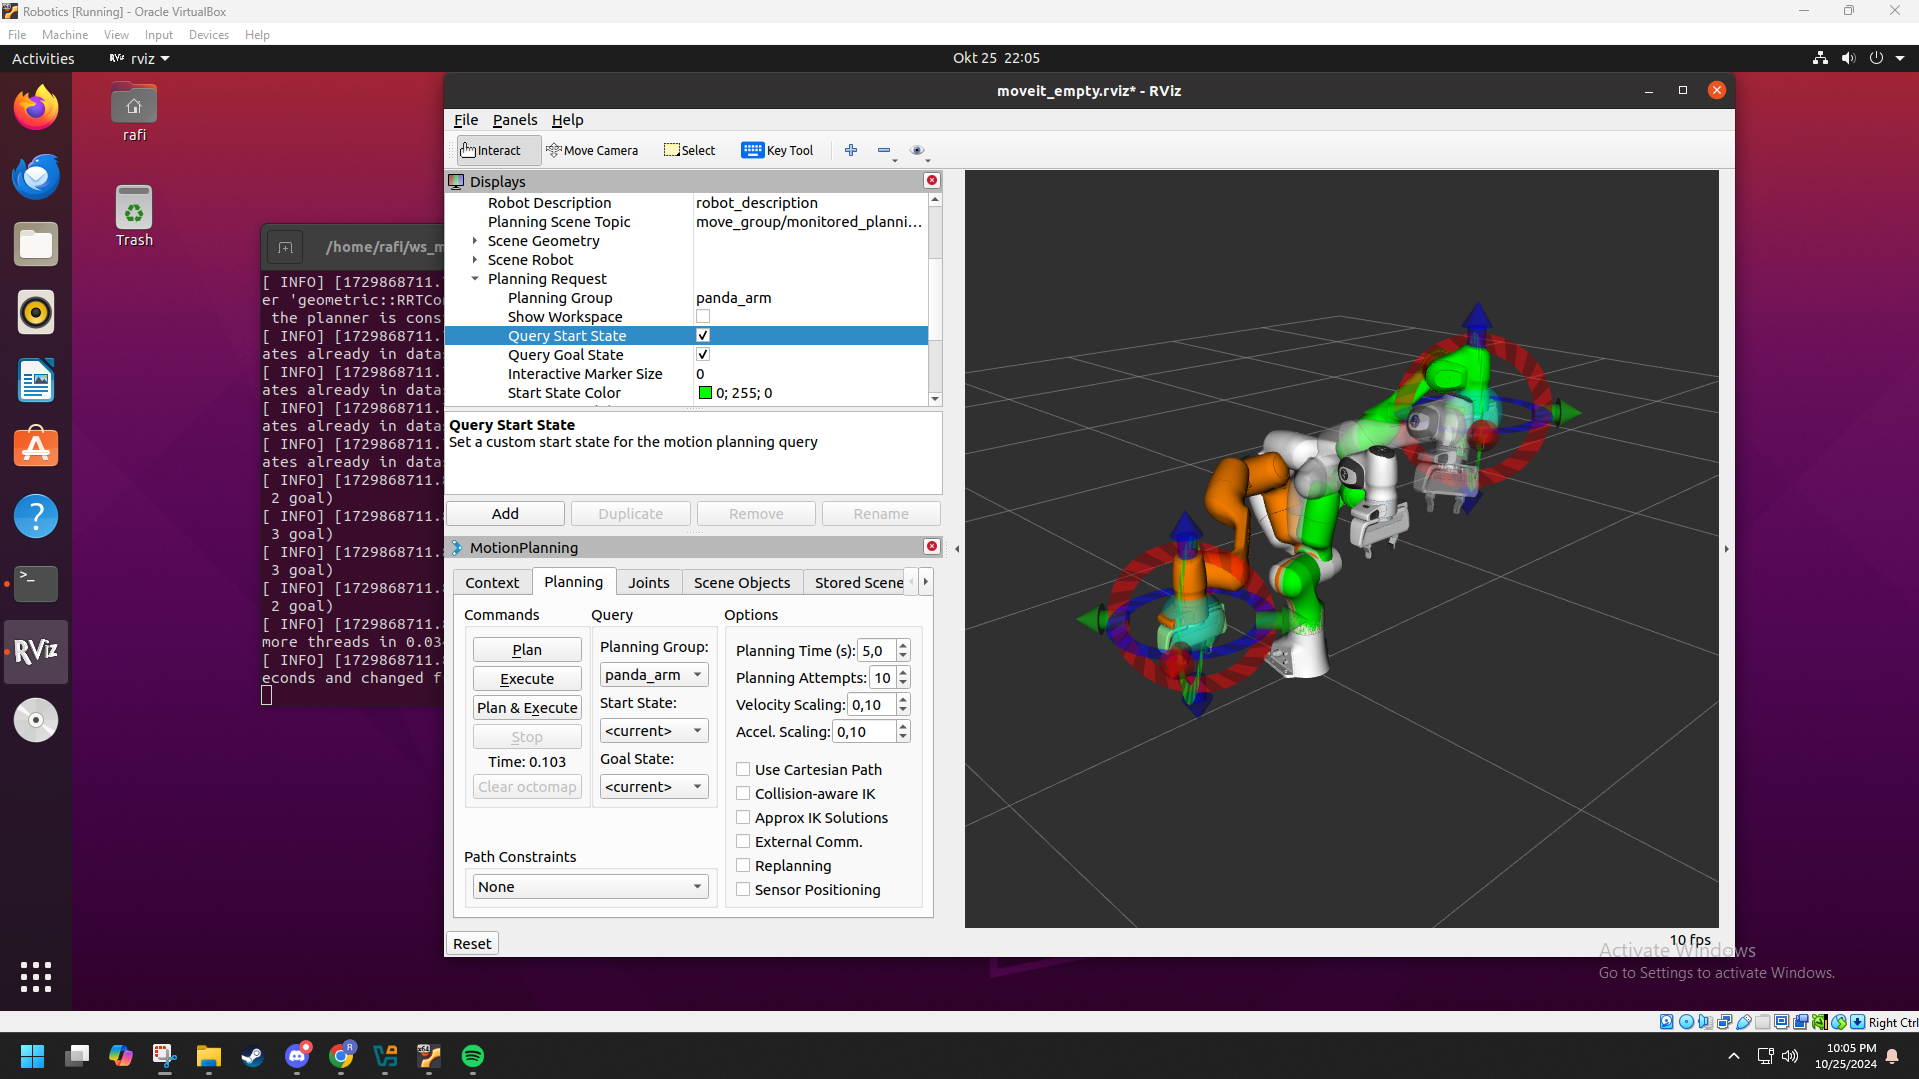 Robotics [Running] - Oracle VirtualBox
File Machine View Input Devices Help
Activities
RViz rviz
Okt 25 22:05
rafi
Trash
/home/rafi/ws_m
[ INFO] [1729868711.
er 'geometric::RRTCo
the planner is cons
[ INFO] [1729868711.
ates already in data
[ INFO] [1729868711.
ates already in data
[ INFO] [1729868711.
ates already in data
[ INFO] [1729868711.
ates already in data
[ INFO] [1729868711.
2 goal)
[ INFO] [1729868711.
3 goal)
[ INFO] [1729868711.
3 goal)
[ INFO] [1729868711.
2 goal)
[ INFO] [1729868711.
more threads in 0.03
[ INFO] [1729868711.
econds and changed f
RViz
moveit_empty.rviz* - RViz
File Panels Help
Interact Move Camera Select Key Tool
Displays
Robot Description robot_description
Planning Scene Topic move_group/monitored_planni...
Scene Geometry
Scene Robot
Planning Request
Planning Group panda_arm
Show Workspace
Query Start State
Query Goal State
Interactive Marker Size 0
Start State Color 0; 255; 0
Query Start State
Set a custom start state for the motion planning query
Add Duplicate Remove Rename
MotionPlanning
Context Planning Joints Scene Objects Stored Scene
Commands
Plan
Execute
Plan & Execute
Stop
Time: 0.103
Clear octomap
Query
Planning Group:
panda_arm
Start State:
<current>
Goal State:
<current>
Options
Planning Time (s): 5,0
Planning Attempts: 10
Velocity Scaling: 0,10
Accel. Scaling: 0,10
Use Cartesian Path
Collision-aware IK
Approx IK Solutions
External Comm.
Replanning
Sensor Positioning
Path Constraints
None
Reset
10 fps
Activate Windows
Go to Settings to activate Windows.
Right Ctrl
10:05 PM
10/25/2024